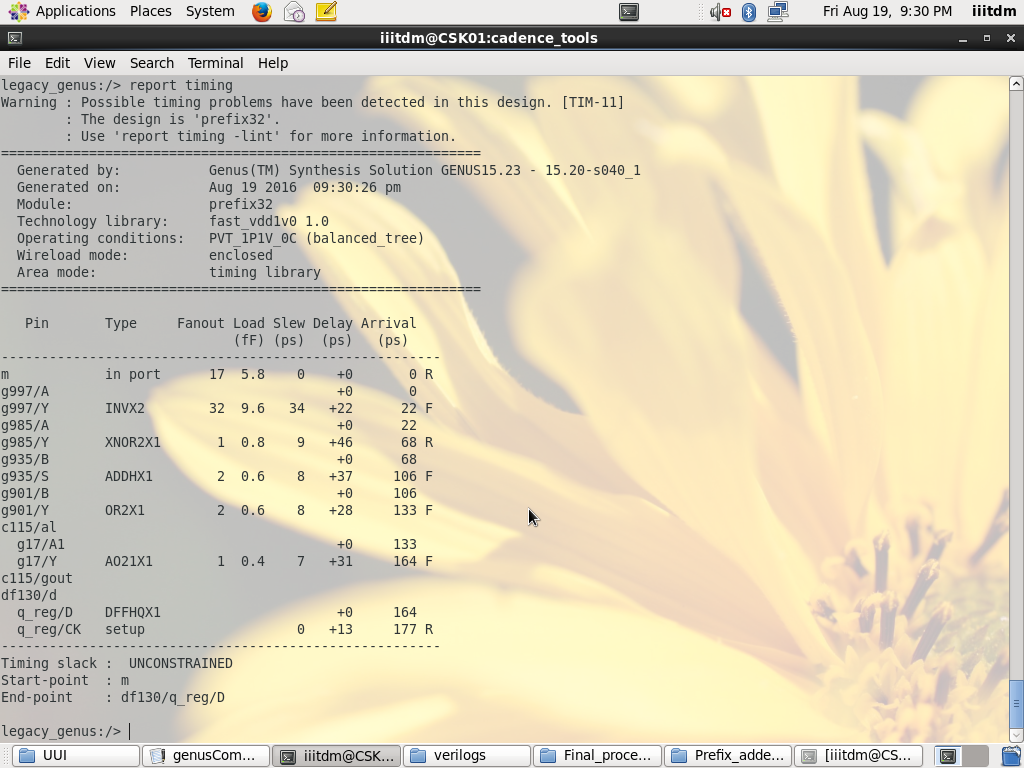 Applications Places System Fri Aug 19, 9:30 PM iiitdm
iiitdm@CSK01:cadence_tools
File Edit View Search Terminal Help
legacy_genus:/> report timing
Warning : Possible timing problems have been detected in this design. [TIM-11]
        : The design is 'prefix32'.
        : Use 'report timing -lint' for more information.
============================================================
  Generated by:           Genus(TM) Synthesis Solution GENUS15.23 - 15.20-s040_1
  Generated on:           Aug 19 2016  09:30:26 pm
  Module:                 prefix32
  Technology library:     fast_vdd1v0 1.0
  Operating conditions:   PVT_1P1V_0C (balanced_tree)
  Wireload mode:          enclosed
  Area mode:              timing library
============================================================
   Pin       Type     Fanout Load Slew Delay Arrival
                             (fF) (ps)  (ps)   (ps)
-------------------------------------------------------
m            in port      17  5.8    0    +0       0 R
g997/A                                    +0       0
g997/Y       INVX2        32  9.6   34   +22      22 F
g985/A                                    +0      22
g985/Y       XNOR2X1       1  0.8    9   +46      68 R
g935/B                                    +0      68
g935/S       ADDHX1        2  0.6    8   +37     106 F
g901/B                                    +0     106
g901/Y       OR2X1         2  0.6    8   +28     133 F
c115/al
  g17/A1                                  +0     133
  g17/Y      AO21X1        1  0.4    7   +31     164 F
c115/gout
df130/d
  q_reg/D    DFFHQX1                      +0     164
  q_reg/CK   setup                   0   +13     177 R
-------------------------------------------------------
Timing slack :  UNCONSTRAINED
Start-point  : m
End-point    : df130/q_reg/D
legacy_genus:/>
UUI genusCom... iiitdm@CSK... verilogs Final_proce... Prefix_adde... [iiitdm@CS...